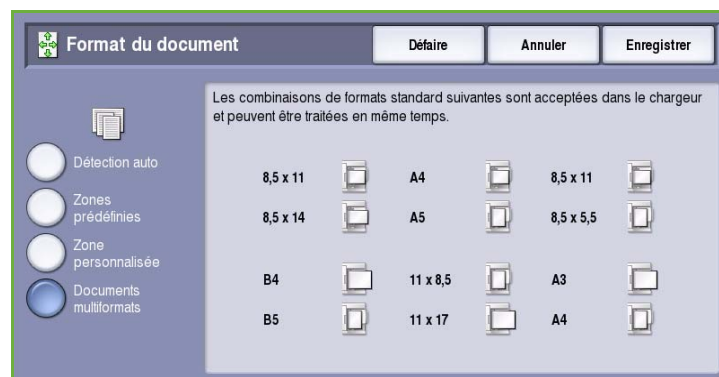 Format du document
Défaire
Annuler
Enregistrer
Les combinaisons de formats standard suivantes sont acceptées dans le chargeur
et peuvent être traitées en même temps.
Détection auto
Zones
prédéfinies
Zone
personnalisée
Documents
multiformats
8,5 x 11
A4
8,5 x 11
8,5 x 14
A5
8,5 x 5,5
B4
11 x 8,5
A3
B5
11 x 17
A4